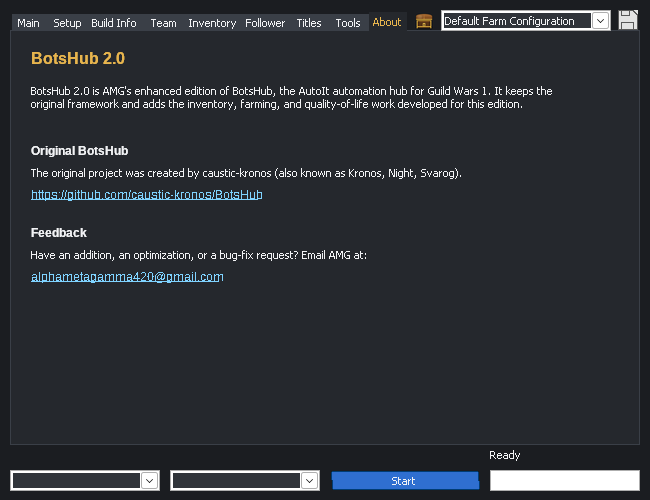 Main Setup Build Info Team Inventory Follower Titles Tools About Default Farm Configuration
BotsHub 2.0
BotsHub 2.0 is AMG's enhanced edition of BotsHub, the AutoIt automation hub for Guild Wars 1. It keeps the
original framework and adds the inventory, farming, and quality-of-life work developed for this edition.
Original BotsHub
The original project was created by caustic-kronos (also known as Kronos, Night, Svarog).
https://github.com/caustic-kronos/BotsHub
Feedback
Have an addition, an optimization, or a bug-fix request? Email AMG at:
alphametagamma420@gmail.com
Ready
Start